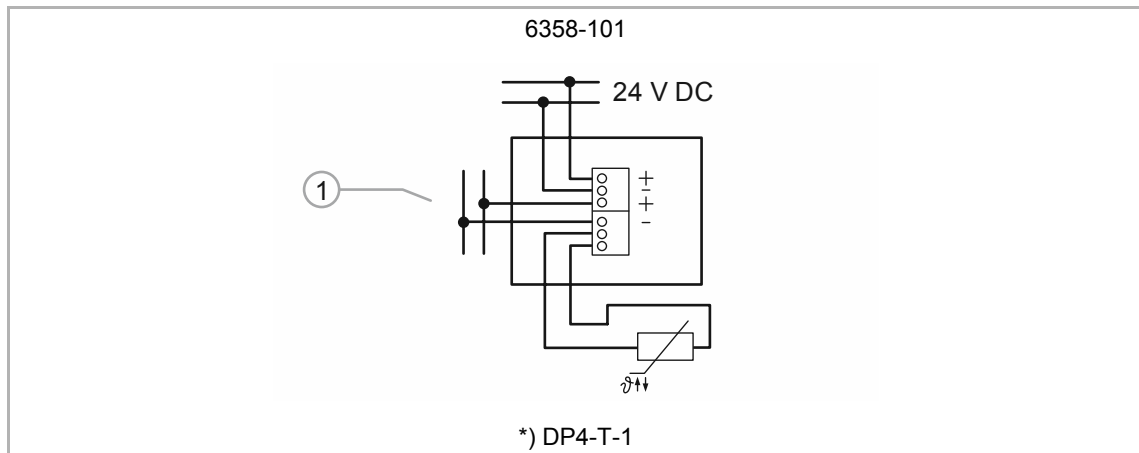 6358-101
24 V DC
1
+
-
+
-
ϑ
*) DP4-T-1